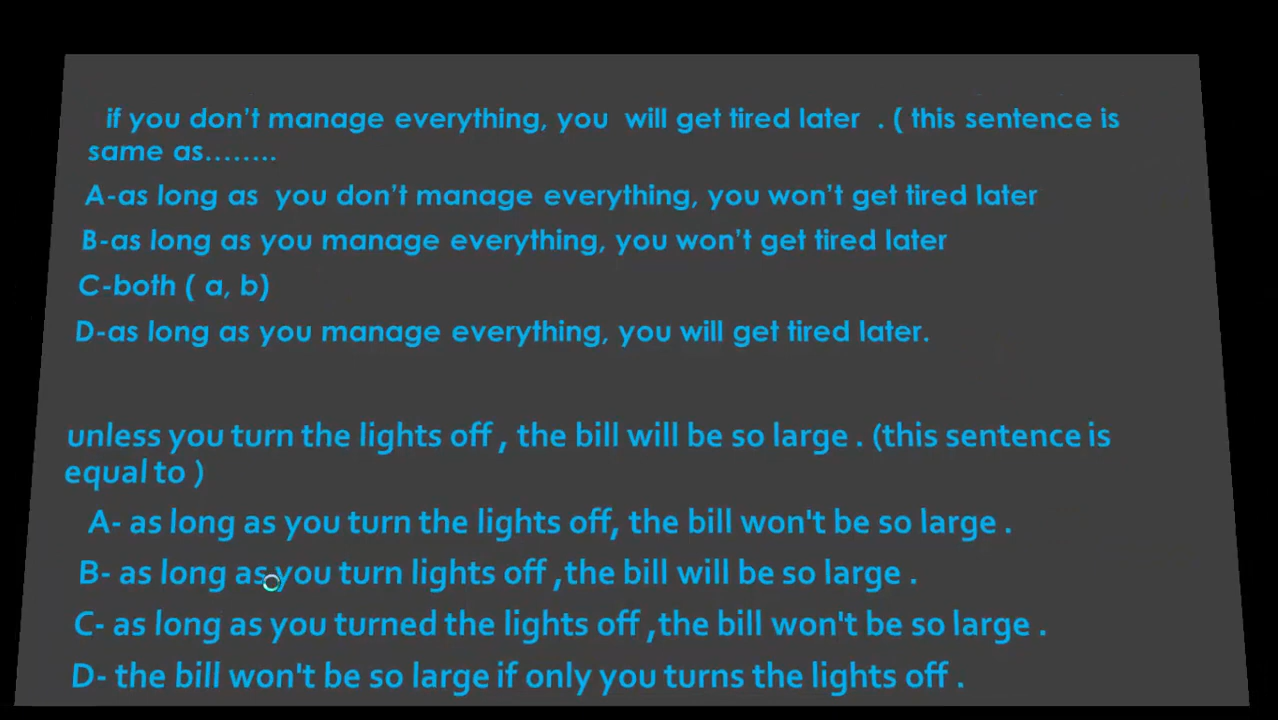 if you don't manage everything, you will get tired later . ( this sentence is
same as........
A-as long as you don't manage everything, you won't get tired later
B-as long as you manage everything, you won't get tired later
C-both ( a, b)
D-as long as you manage everything, you will get tired later.
unless you turn the lights off , the bill will be so large . (this sentence is
equal to )
A- as long as you turn the lights off, the bill won't be so large .
B- as long as you turn lights off ,the bill will be so large .
C- as long as you turned the lights off ,the bill won't be so large .
D- the bill won't be so large if only you turns the lights off .